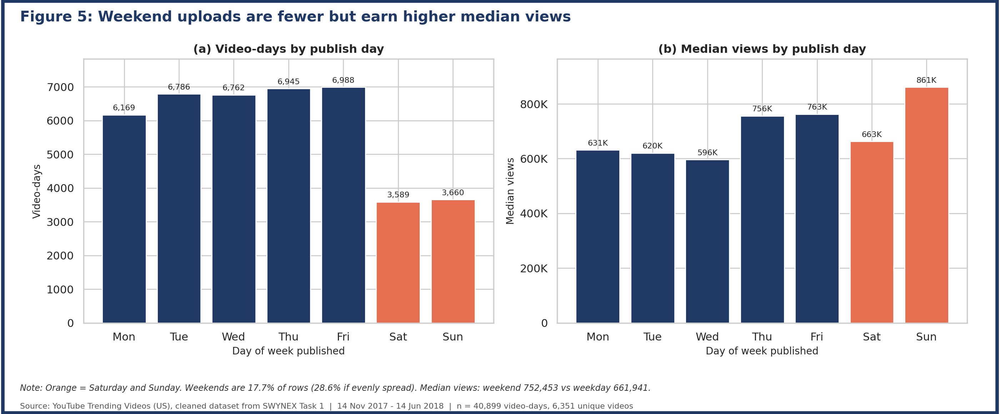 Figure 5: Weekend uploads are fewer but earn higher median views
(a) Video-days by publish day
Video-days
7000
6000
5000
4000
3000
2000
1000
0
6,169
6,786
6,762
6,945
6,988
3,589
3,660
Mon Tue Wed Thu Fri Sat Sun
Day of week published
(b) Median views by publish day
Median views
800K
600K
400K
200K
0
631K
620K
596K
756K
763K
663K
861K
Mon Tue Wed Thu Fri Sat Sun
Day of week published
Note: Orange = Saturday and Sunday. Weekends are 17.7% of rows (28.6% if evenly spread). Median views: weekend 752,453 vs weekday 661,941.
Source: YouTube Trending Videos (US), cleaned dataset from SWYNEX Task 1 | 14 Nov 2017 - 14 Jun 2018 | n = 40,899 video-days, 6,351 unique videos